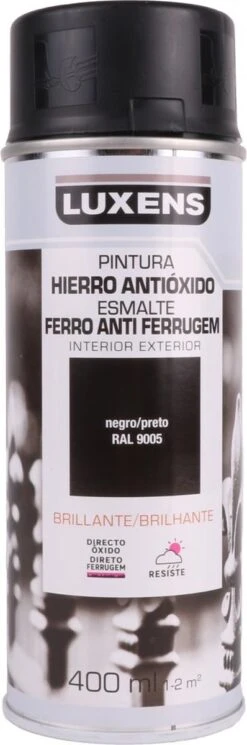 LUXENS
PINTURA
HIERRO ANTIÓXIDO
ESMALTE
FERRO ANTI FERRUGEM
INTERIOR EXTERIOR
negro/preto
RAL 9005
BRILLANTE/BRILHANTE
DIRECTO
ÓXIDO
DIRETO
FERRUGEM
RESISTE
400 ml 1-2 m²